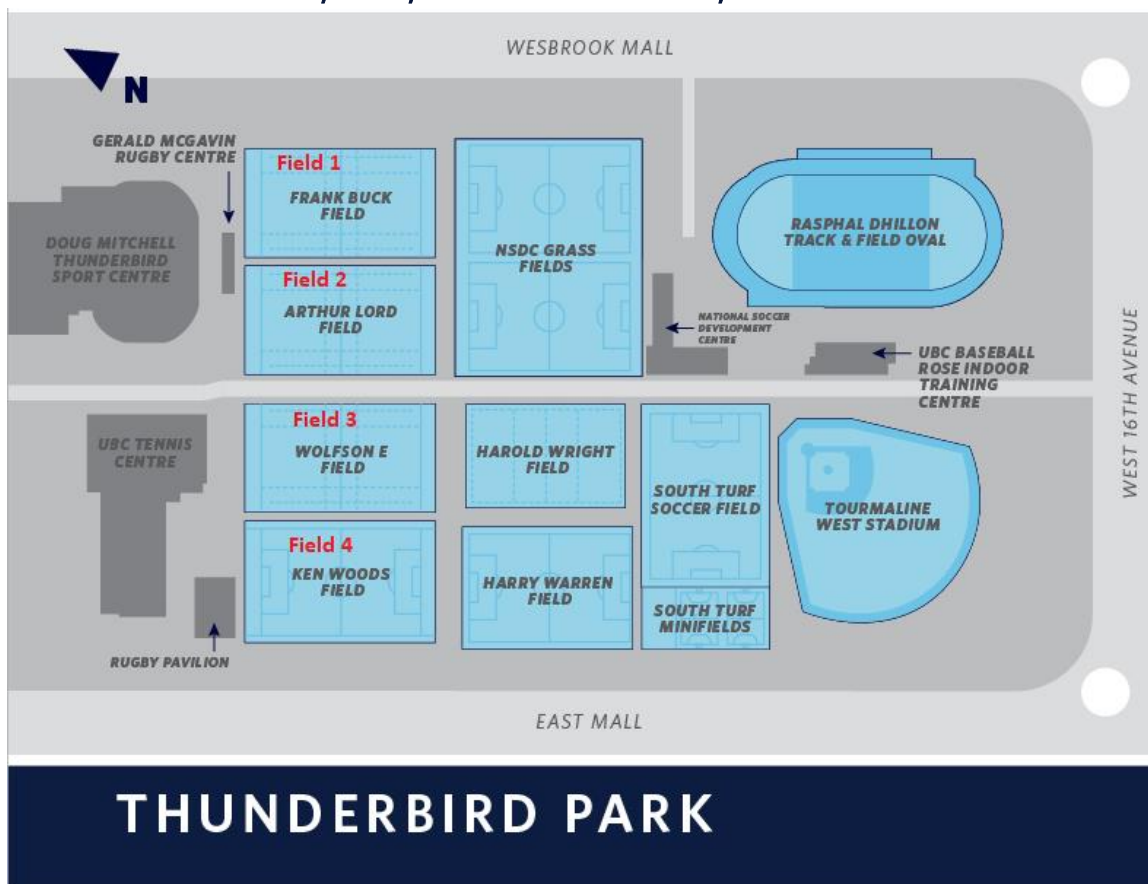 WESBROOK MALL
N
GERALD MCGAVIN
RUGBY CENTRE
Field 1
FRANK BUCK
FIELD
DOUG MITCHELL
THUNDERBIRD
SPORT CENTRE
Field 2
ARTHUR LORD
FIELD
NSDC GRASS
FIELDS
RASPHAL DHILLON
TRACK & FIELD OVAL
NATIONAL SOCCER
DEVELOPMENT
CENTRE
UBC BASEBALL
ROSE INDOOR
TRAINING
CENTRE
WEST 16TH AVENUE
UBC TENNIS
CENTRE
Field 3
WOLFSON E
FIELD
HAROLD WRIGHT
FIELD
SOUTH TURF
SOCCER FIELD
TOURMALINE
WEST STADIUM
Field 4
KEN WOODS
FIELD
HARRY WARREN
FIELD
SOUTH TURF
MINIFIELDS
RUGBY PAVILION
EAST MALL
THUNDERBIRD PARK